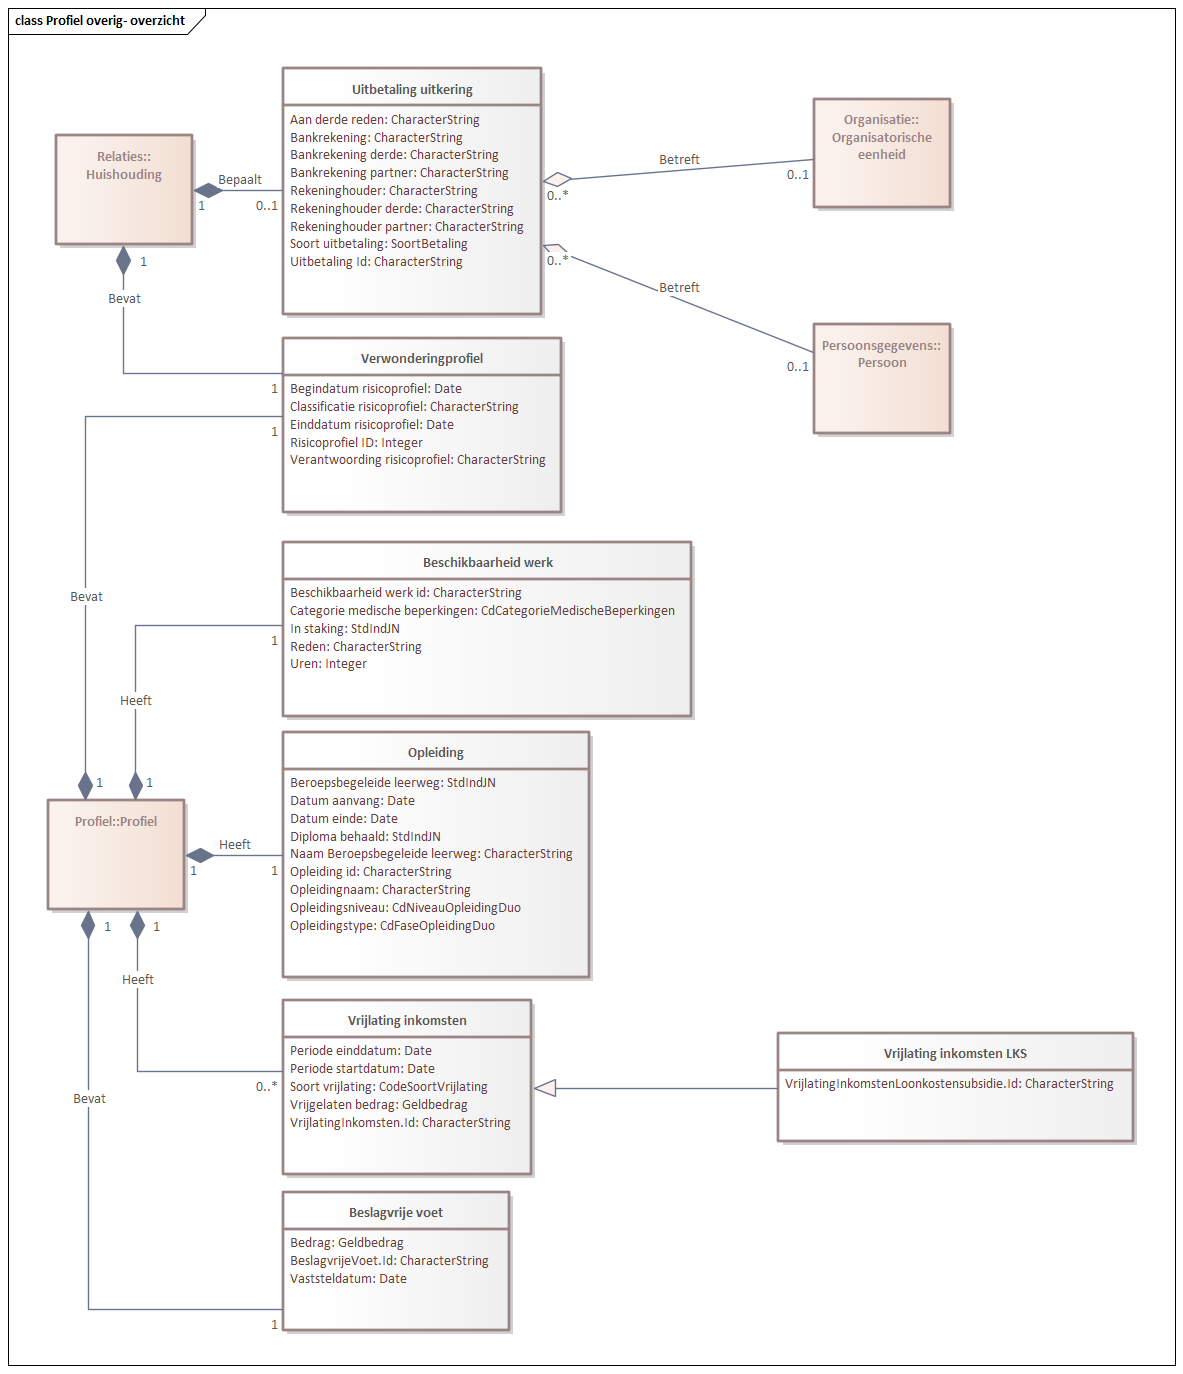 class Profiel overig- overzicht
Uitbetaling uitkering
Aan derde reden: CharacterString
Bankrekening: CharacterString
Bankrekening derde: CharacterString
Bankrekening partner: CharacterString
Rekeninghouder: CharacterString
Rekeninghouder derde: CharacterString
Rekeninghouder partner: CharacterString
Soort uitbetaling: SoortBetaling
Uitbetaling Id: CharacterString
Organisatie::
Organisatorische
eenheid
Relaties::
Huishouding
Bepaalt
1
0..1
Betreft
0..*
0..1
Betreft
0..*
0..1
Persoonsgegevens::
Persoon
1
Bevat
1
Verwonderingprofiel
Begindatum risicoprofiel: Date
Classificatie risicoprofiel: CharacterString
Einddatum risicoprofiel: Date
Risicoprofiel ID: Integer
Verantwoording risicoprofiel: CharacterString
1
Bevat
1
Beschikbaarheid werk
Beschikbaarheid werk id: CharacterString
Categorie medische beperkingen: CdCategorieMedischeBeperkingen
In staking: StdIndJN
Reden: CharacterString
Uren: Integer
1
Heeft
1
Opleiding
Beroepsbegeleide leerweg: StdIndJN
Datum aanvang: Date
Datum einde: Date
Diploma behaald: StdIndJN
Naam Beroepsbegeleide leerweg: CharacterString
Opleiding id: CharacterString
Opleidingnaam: CharacterString
Opleidingsniveau: CdNiveauOpleidingDuo
Opleidingstype: CdFaseOpleidingDuo
Profiel::Profiel
Heeft
1
1
1
1
Heeft
0..*
Vrijlating inkomsten
Periode einddatum: Date
Periode startdatum: Date
Soort vrijlating: CodeSoortVrijlating
Vrijgelaten bedrag: Geldbedrag
VrijlatingInkomsten.Id: CharacterString
Vrijlating inkomsten LKS
VrijlatingInkomstenLoonkostensubsidie.Id: CharacterString
Bevat
1
Beslagvrije voet
Bedrag: Geldbedrag
BeslagvrijeVoet.Id: CharacterString
Vaststeldatum: Date